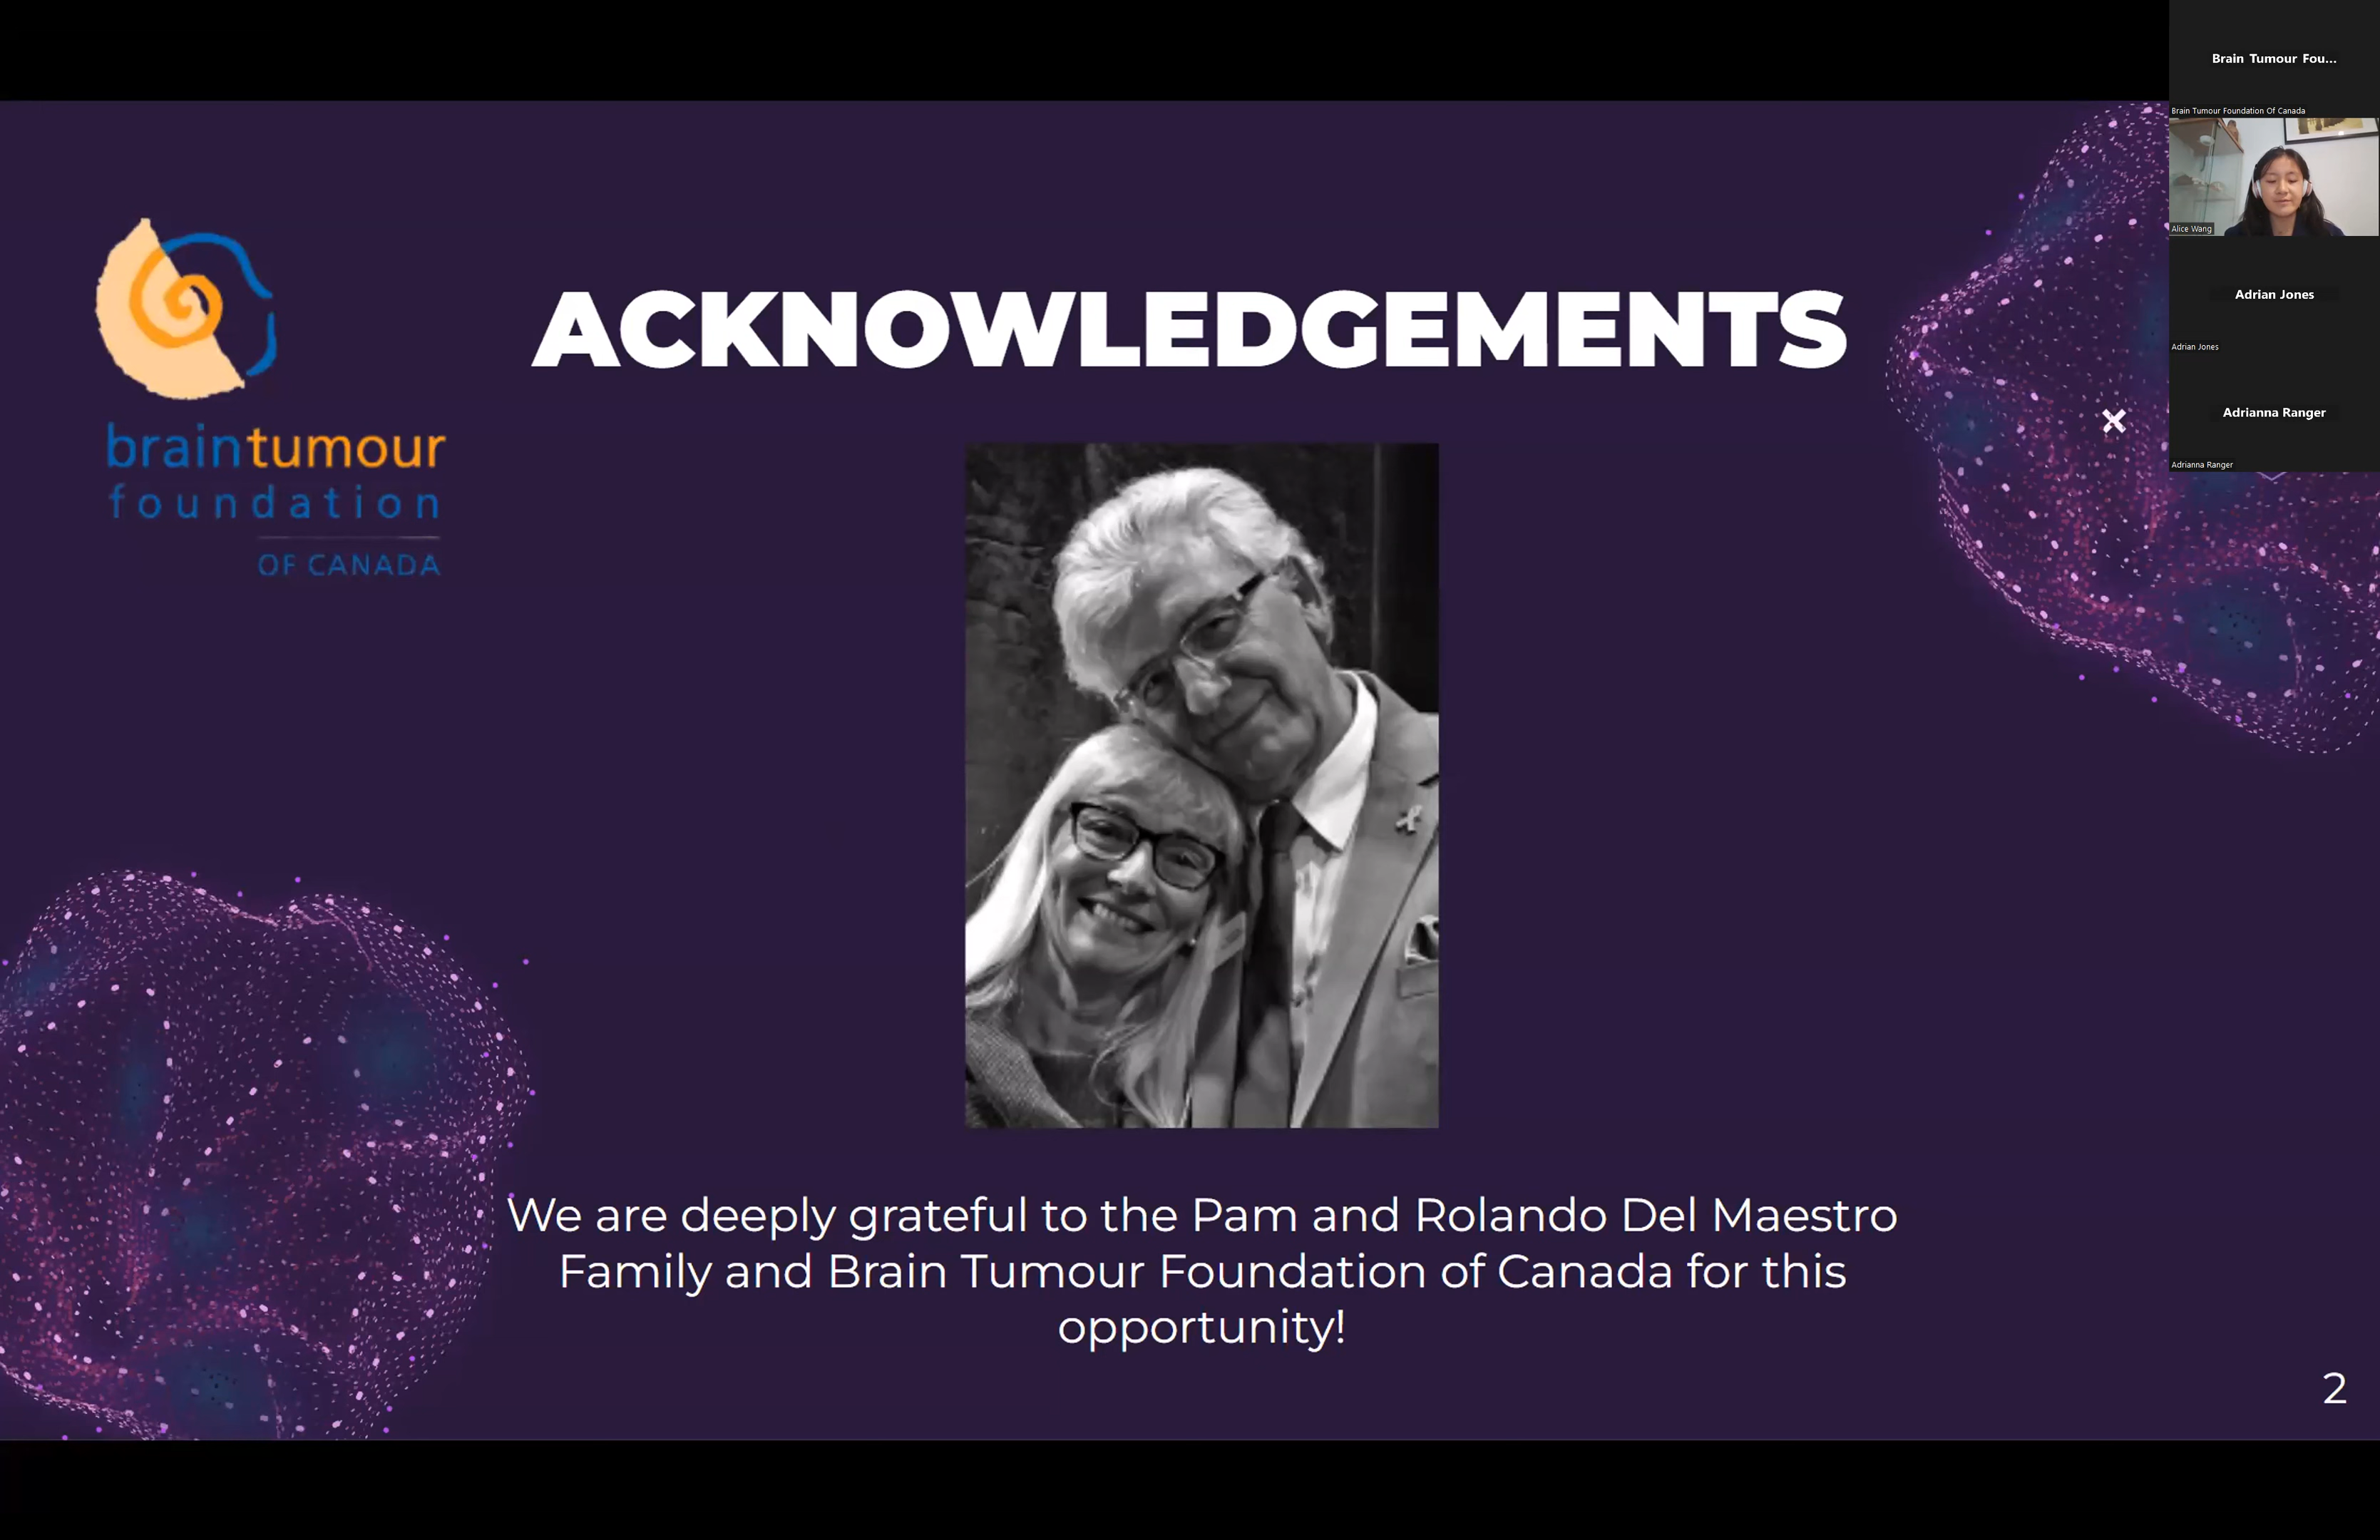 braintumour
foundation
OF CANADA
ACKNOWLEDGEMENTS
We are deeply grateful to the Pam and Rolando Del Maestro
Family and Brain Tumour Foundation of Canada for this
opportunity!
2
Brain Tumour Fou...
Brain Tumour Foundation Of Canada
Alice Wang
Adrian Jones
Adrian Jones
Adrianna Ranger
Adrianna Ranger